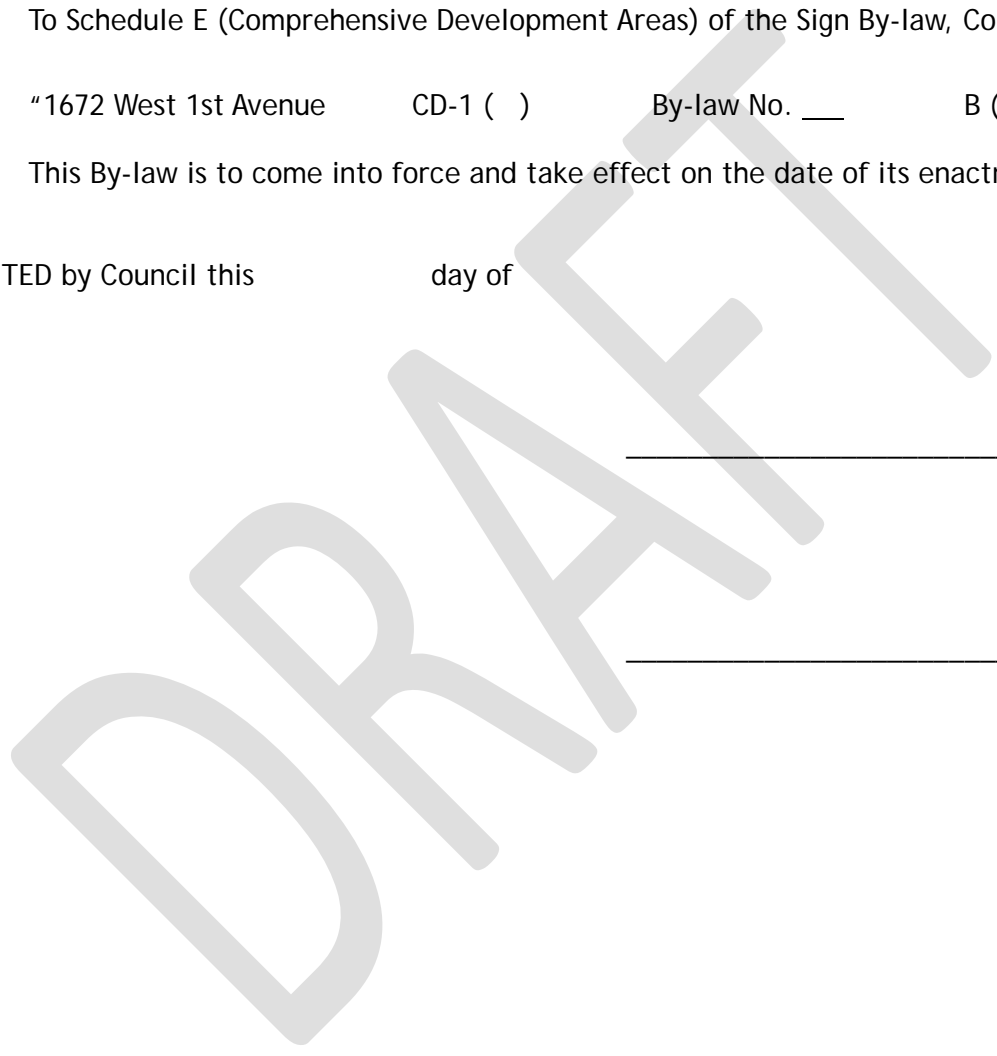 To Schedule E (Comprehensive Development Areas) of the Sign By-law, Co
“1672 West 1st Avenue CD-1 ( ) By-law No. ___ B (
This By-law is to come into force and take effect on the date of its enact
TED by Council this day of
DRAFT